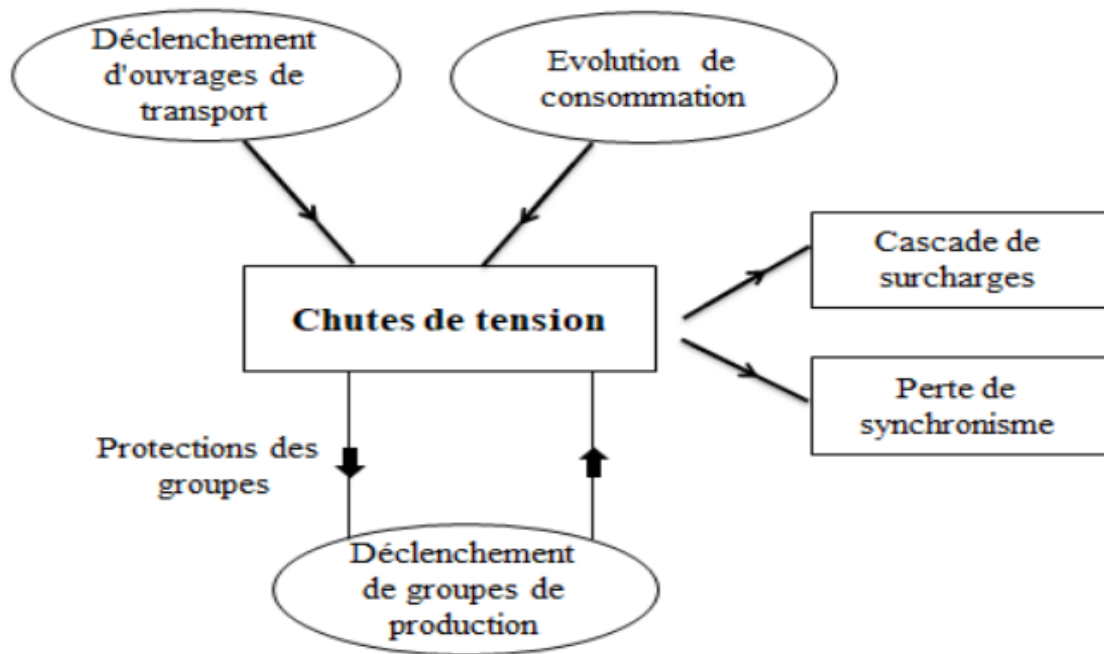 Déclenchement
d'ouvrages de
transport
Evolution de
consommation
Cascade de
surcharges
Chutes de tension
Perte de
synchronisme
Protections des
groupes
Déclenchement
de groupes de
production